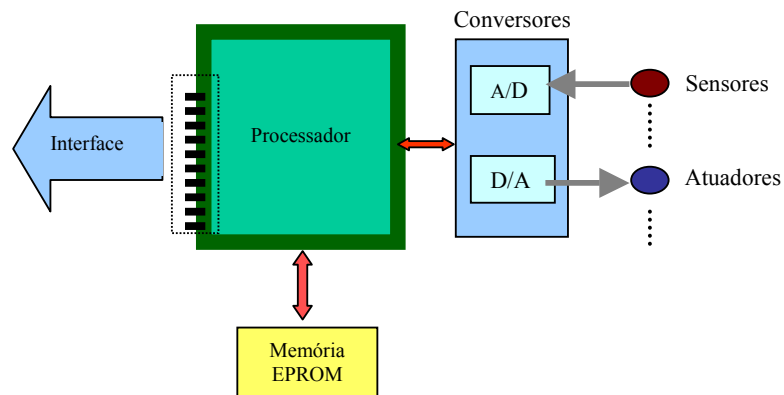 Conversores
A/D
Sensores
Interface
Processador
D/A
Atuadores
Memória
EPROM